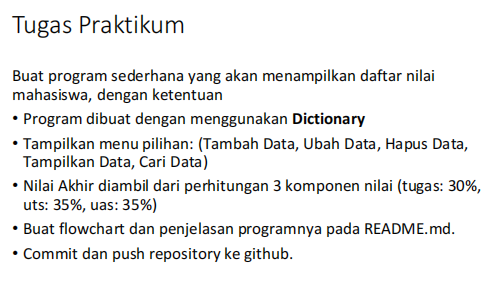 Tugas Praktikum
Buat program sederhana yang akan menampilkan daftar nilai
mahasiswa, dengan ketentuan
• Program dibuat dengan menggunakan Dictionary
• Tampilkan menu pilihan: (Tambah Data, Ubah Data, Hapus Data,
Tampilkan Data, Cari Data)
• Nilai Akhir diambil dari perhitungan 3 komponen nilai (tugas: 30%,
uts: 35%, uas: 35%)
• Buat flowchart dan penjelasan programnya pada README.md.
• Commit dan push repository ke github.